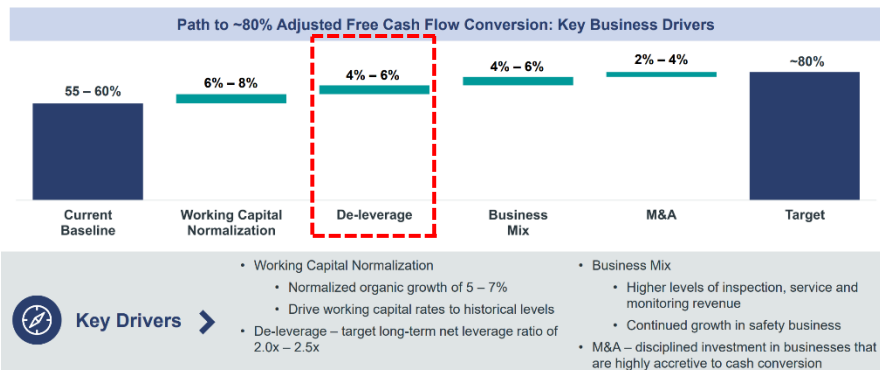 Path to ~80% Adjusted Free Cash Flow Conversion: Key Business Drivers
55 – 60%
6% – 8%
4% – 6%
4% – 6%
2% – 4%
~80%
Current
Baseline
Working Capital
Normalization
De-leverage
Business
Mix
M&A
Target
Key Drivers
• Working Capital Normalization
• Normalized organic growth of 5 – 7%
• Drive working capital rates to historical levels
• De-leverage – target long-term net leverage ratio of
2.0x – 2.5x
• Business Mix
• Higher levels of inspection, service and
monitoring revenue
• Continued growth in safety business
• M&A – disciplined investment in businesses that
are highly accretive to cash conversion